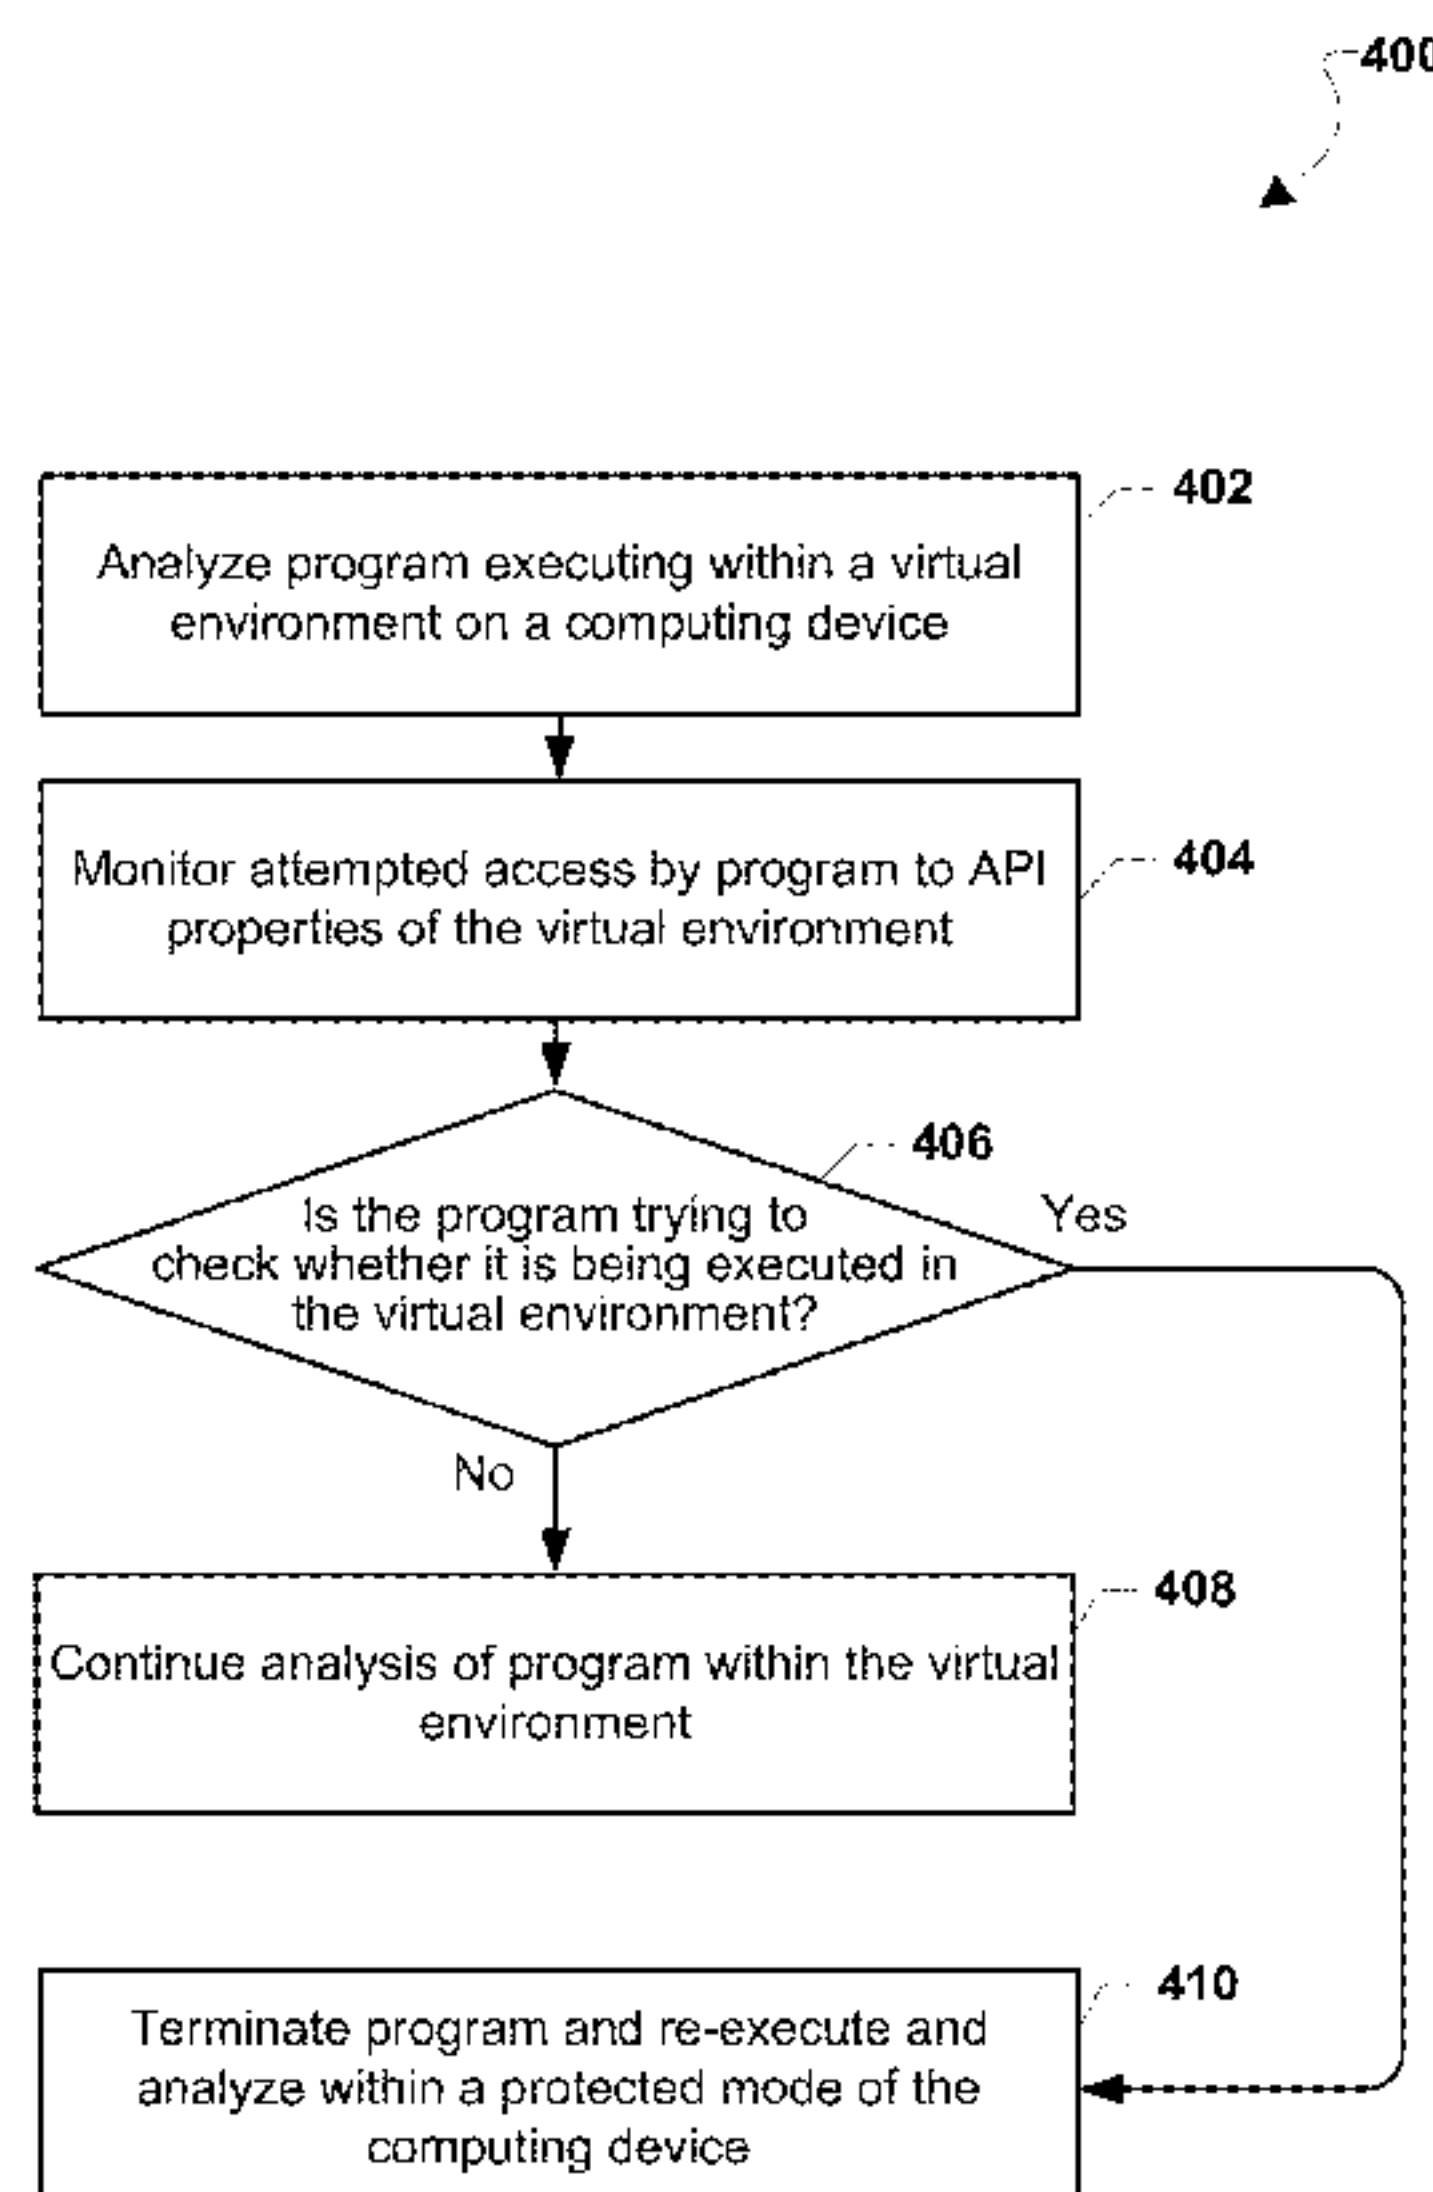 400
402
Analyze program executing within a virtual
environment on a computing device
404
Monitor attempted access by program to API
properties of the virtual environment
406
Is the program trying to
check whether it is being executed in
the virtual environment?
Yes
No
408
Continue analysis of program within the virtual
environment
410
Terminate program and re-execute and
analyze within a protected mode of the
computing device